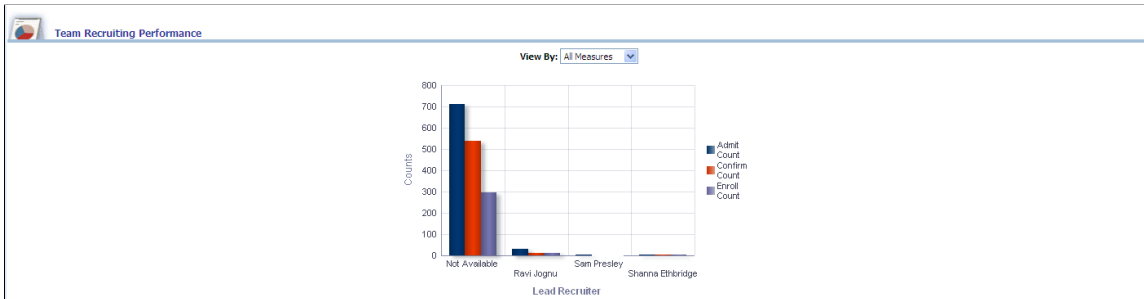 Team Recruiting Performance
View By: All Measures
800
700
600
500
400
300
200
100
0
Counts
Not Available
Ravi Jognu
Sam Presley
Shanna Ethbridge
Lead Recruiter
Admit
Count
Confirm
Count
Enroll
Count